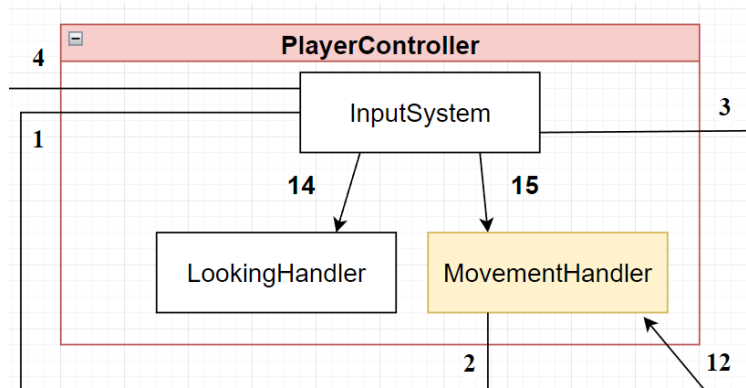 PlayerController
4
InputSystem
3
1
14
15
LookingHandler
MovementHandler
2
12